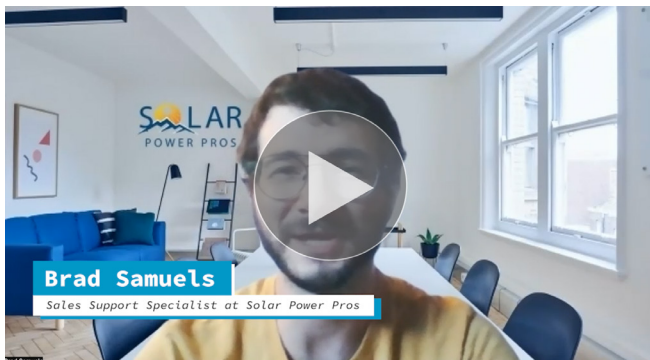 SOLAR
POWER PROS
Brad Samuels
Sales Support Specialist at Solar Power Pros